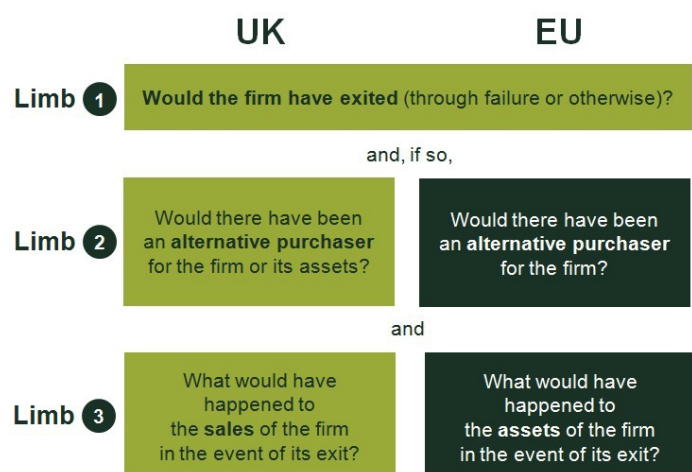 UK
EU
Limb 1
Would the firm have exited (through failure or otherwise)?
and, if so,
Limb 2
Would there have been
an alternative purchaser
for the firm or its assets?
Would there have been
an alternative purchaser
for the firm?
and
Limb 3
What would have
happened to
the sales of the firm
in the event of its exit?
What would have
happened to
the assets of the firm
in the event of its exit?